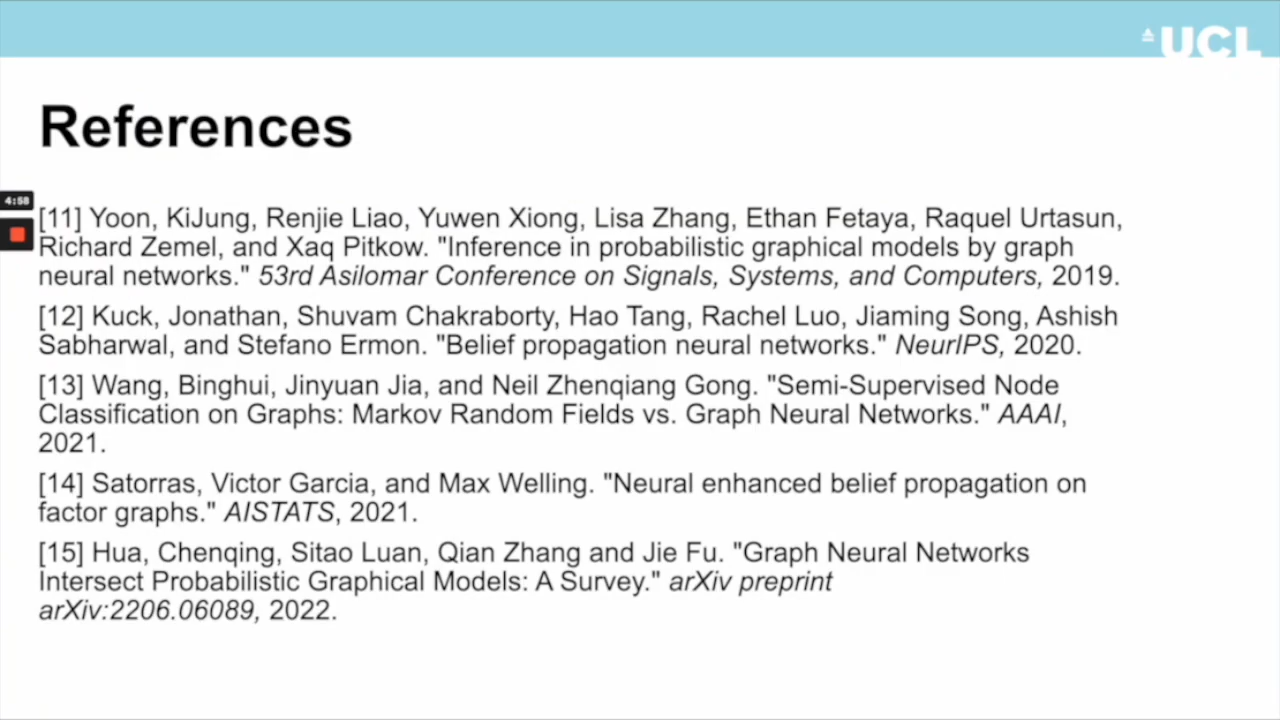 UCL
References
4:58
[11] Yoon, KiJung, Renjie Liao, Yuwen Xiong, Lisa Zhang, Ethan Fetaya, Raquel Urtasun,
Richard Zemel, and Xaq Pitkow. "Inference in probabilistic graphical models by graph
neural networks." 53rd Asilomar Conference on Signals, Systems, and Computers, 2019.
[12] Kuck, Jonathan, Shuvam Chakraborty, Hao Tang, Rachel Luo, Jiaming Song, Ashish
Sabharwal, and Stefano Ermon. "Belief propagation neural networks." NeurIPS, 2020.
[13] Wang, Binghui, Jinyuan Jia, and Neil Zhenqiang Gong. "Semi-Supervised Node
Classification on Graphs: Markov Random Fields vs. Graph Neural Networks." AAAI,
2021.
[14] Satorras, Victor Garcia, and Max Welling. "Neural enhanced belief propagation on
factor graphs." AISTATS, 2021.
[15] Hua, Chenqing, Sitao Luan, Qian Zhang and Jie Fu. "Graph Neural Networks
Intersect Probabilistic Graphical Models: A Survey." arXiv preprint
arXiv:2206.06089, 2022.